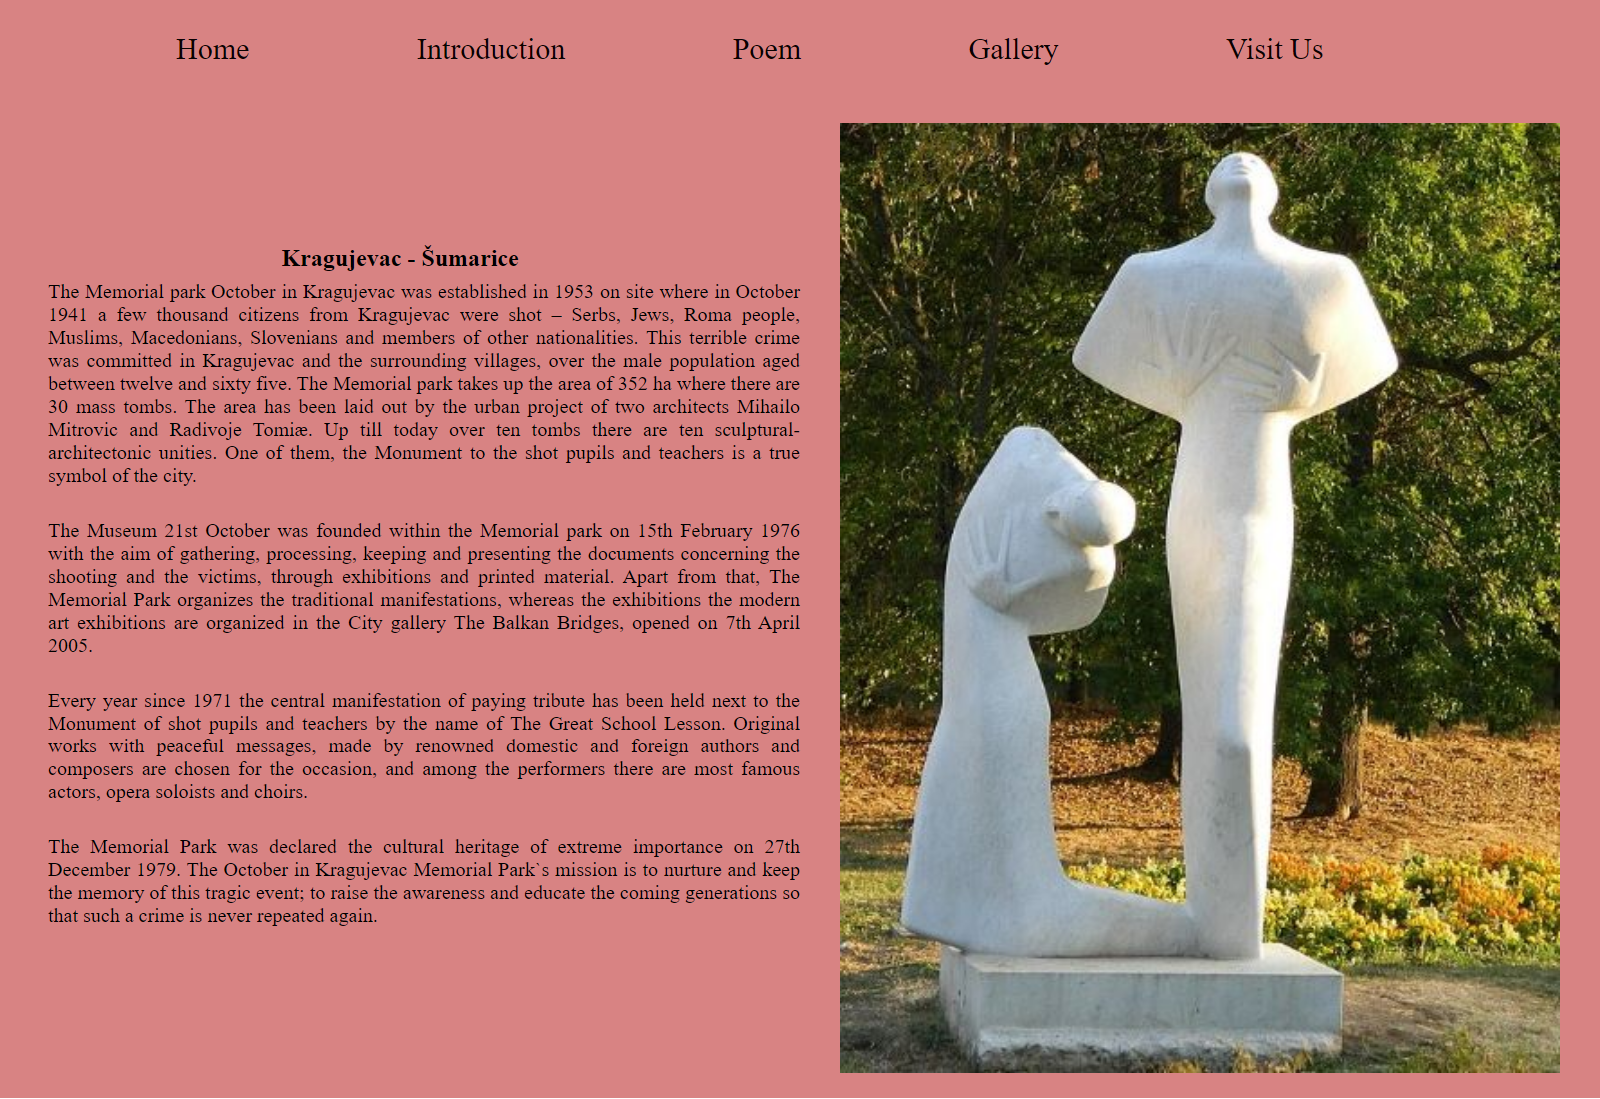 Home Introduction Poem Gallery Visit Us
Kragujevac - Šumarice
The Memorial park October in Kragujevac was established in 1953 on site where in October
1941 a few thousand citizens from Kragujevac were shot – Serbs, Jews, Roma people,
Muslims, Macedonians, Slovenians and members of other nationalities. This terrible crime
was committed in Kragujevac and the surrounding villages, over the male population aged
between twelve and sixty five. The Memorial park takes up the area of 352 ha where there are
30 mass tombs. The area has been laid out by the urban project of two architects Mihailo
Mitrovic and Radivoje Tomiæ. Up till today over ten tombs there are ten sculptural-
architectonic unities. One of them, the Monument to the shot pupils and teachers is a true
symbol of the city.
The Museum 21st October was founded within the Memorial park on 15th February 1976
with the aim of gathering, processing, keeping and presenting the documents concerning the
shooting and the victims, through exhibitions and printed material. Apart from that, The
Memorial Park organizes the traditional manifestations, whereas the exhibitions the modern
art exhibitions are organized in the City gallery The Balkan Bridges, opened on 7th April
2005.
Every year since 1971 the central manifestation of paying tribute has been held next to the
Monument of shot pupils and teachers by the name of The Great School Lesson. Original
works with peaceful messages, made by renowned domestic and foreign authors and
composers are chosen for the occasion, and among the performers there are most famous
actors, opera soloists and choirs.
The Memorial Park was declared the cultural heritage of extreme importance on 27th
December 1979. The October in Kragujevac Memorial Park`s mission is to nurture and keep
the memory of this tragic event; to raise the awareness and educate the coming generations so
that such a crime is never repeated again.